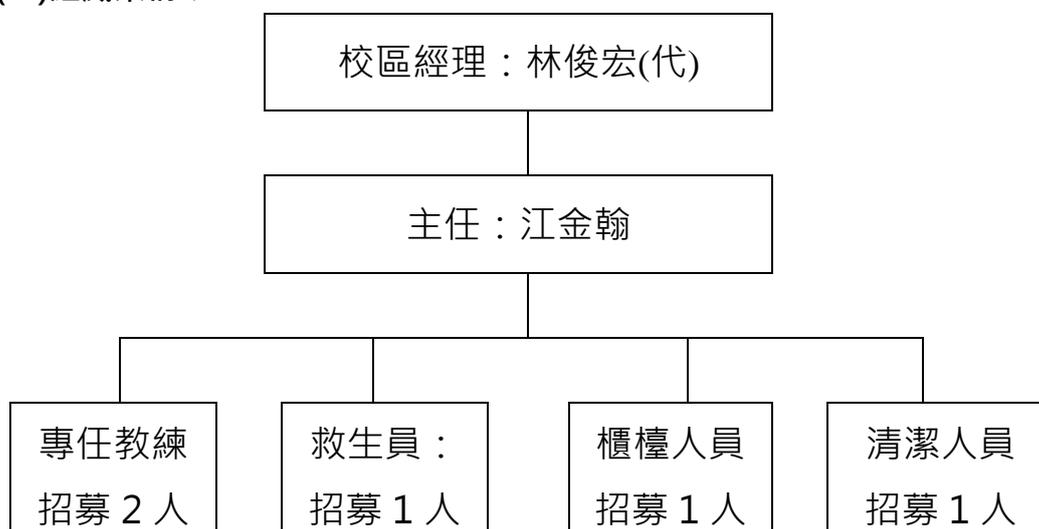 校區經理：林俊宏(代)
主任：江金翰
專任教練
招募 2 人
救生員：
招募 1 人
櫃檯人員
招募 1 人
清潔人員
招募 1 人